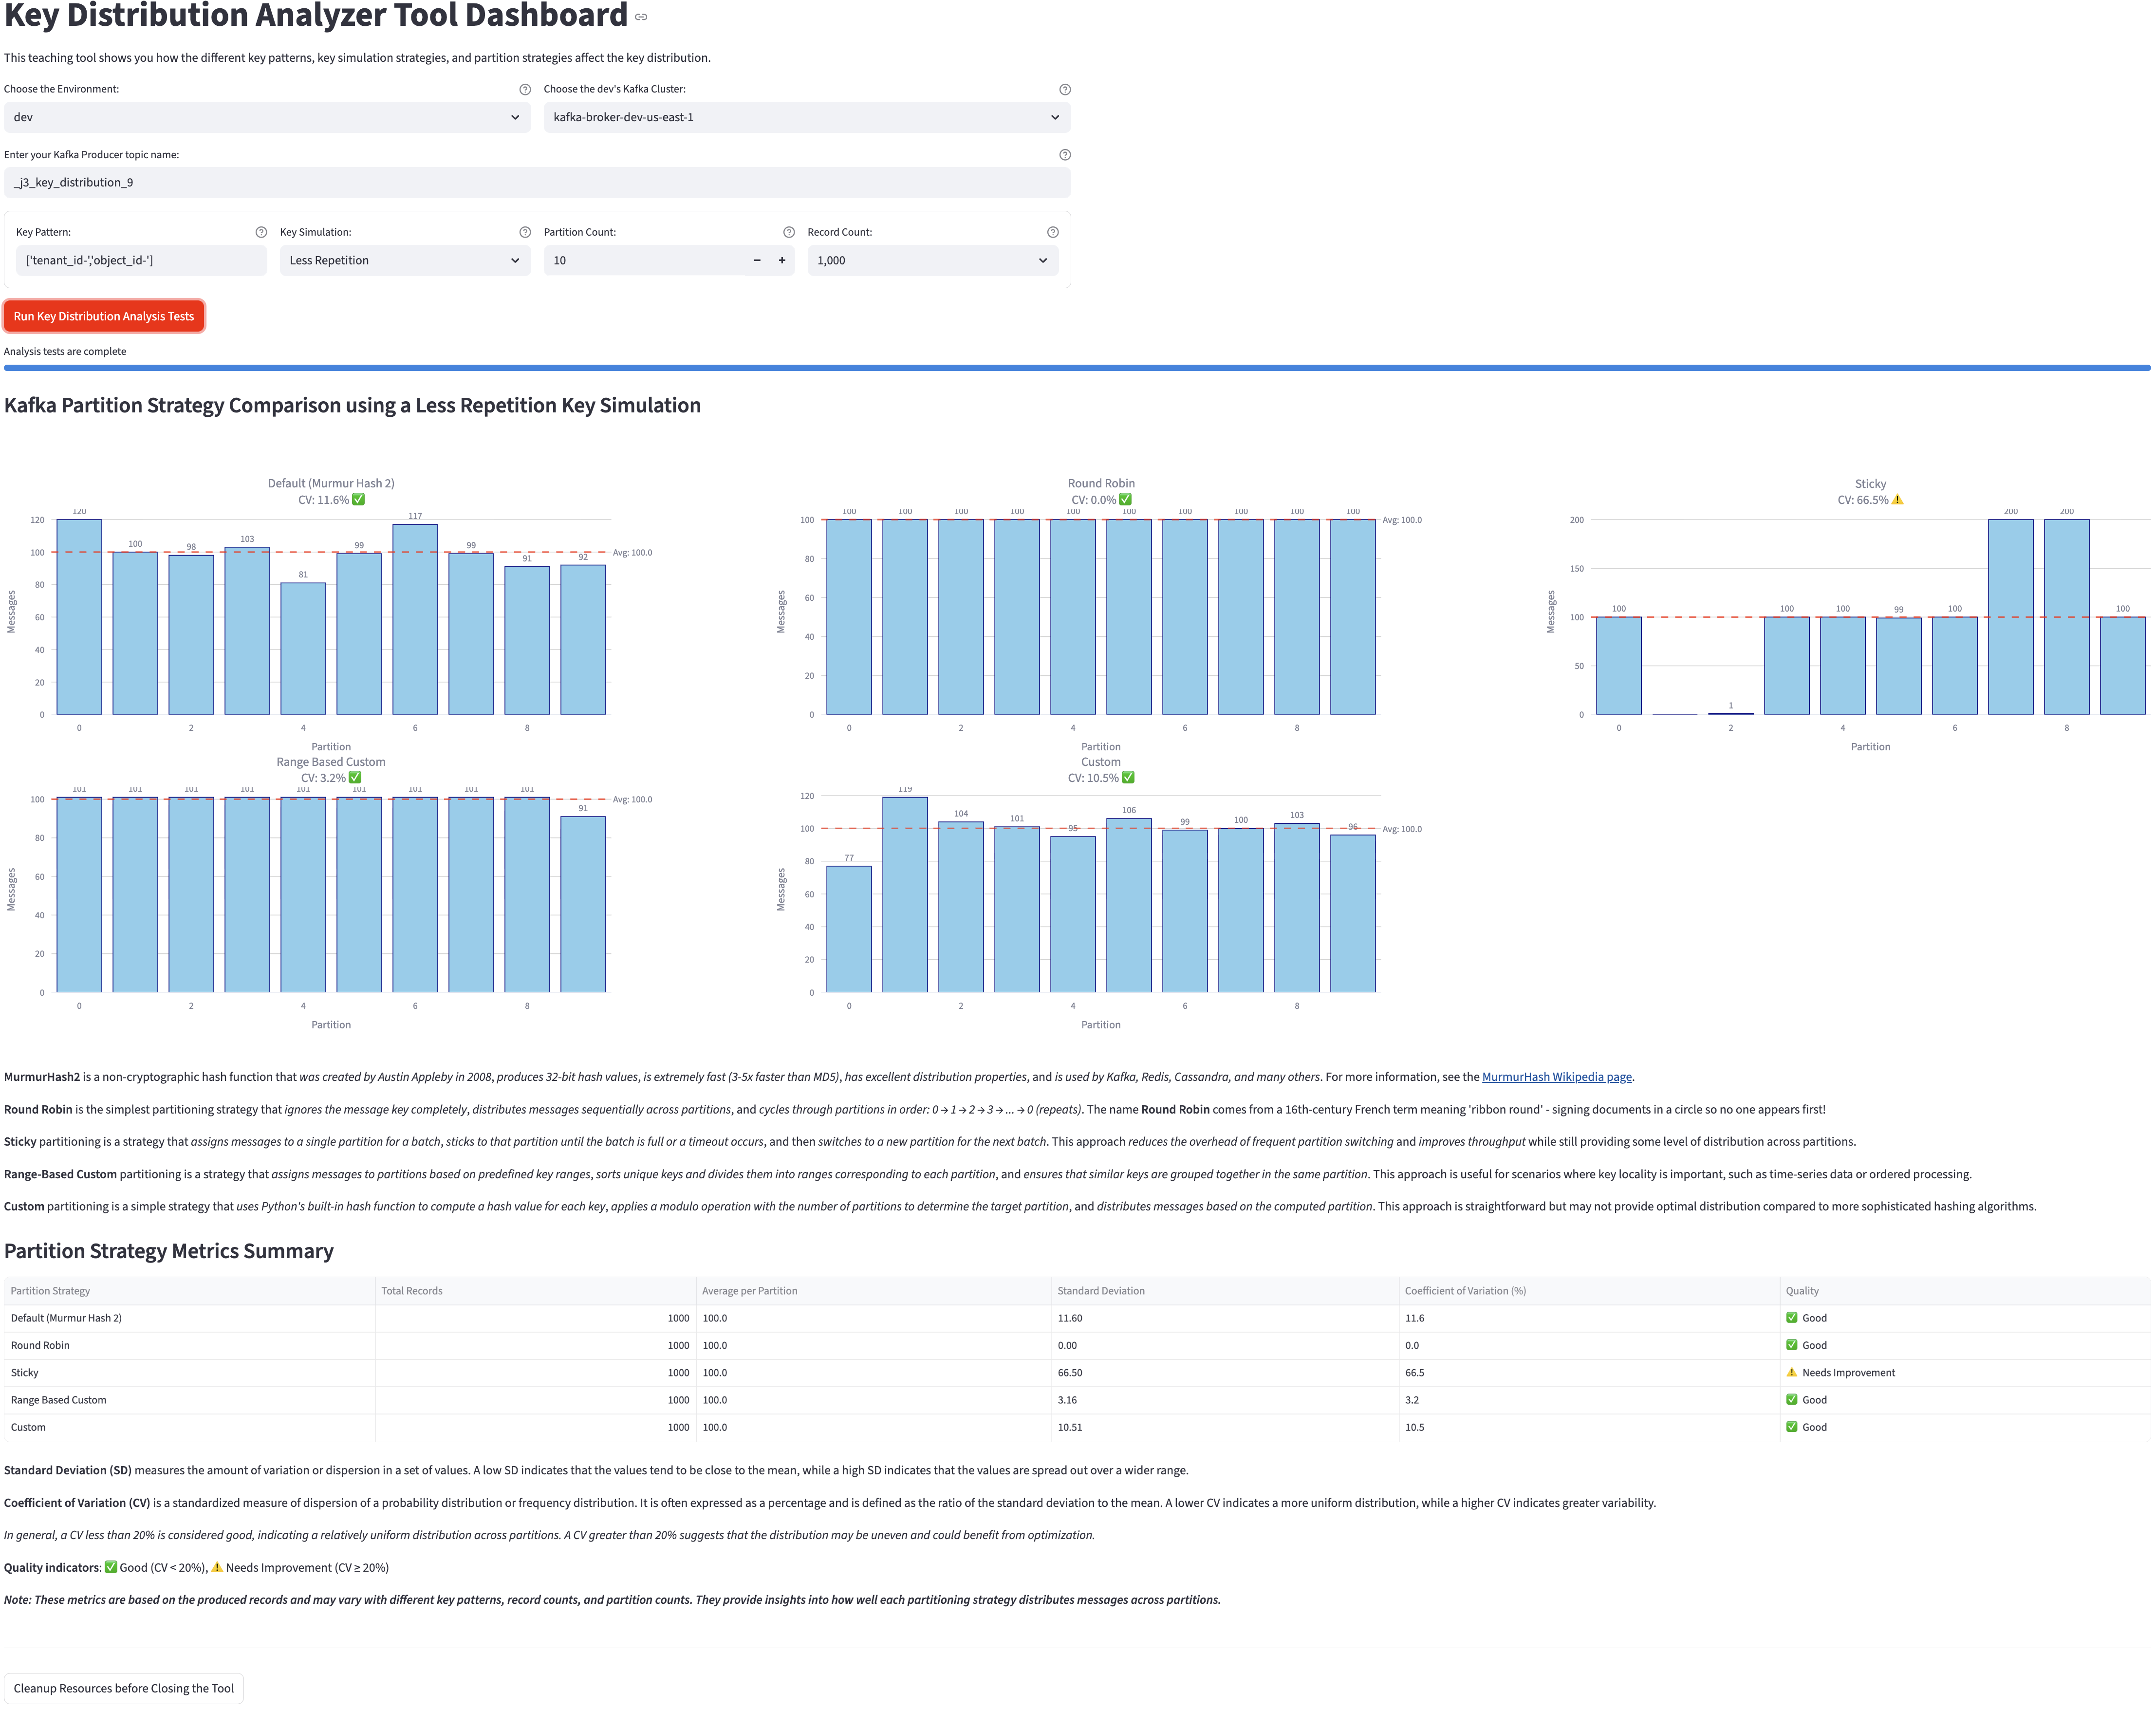 Key Distribution Analyzer Tool Dashboard
This teaching tool shows you how the different key patterns, key simulation strategies, and partition strategies affect the key distribution.
Choose the Environment:
Choose the dev's Kafka Cluster:
dev
kafka-broker-dev-us-east-1
Enter your Kafka Producer topic name:
_j3_key_distribution_9
Key Pattern:
Key Simulation:
Partition Count:
Record Count:
['tenant_id-','object_id-']
Less Repetition
10
1,000
Run Key Distribution Analysis Tests
Analysis tests are complete
Kafka Partition Strategy Comparison using a Less Repetition Key Simulation
Default (Murmur Hash 2)
CV: 11.6% ✅
120
100
98
103
81
99
117
99
91
92
Avg: 100.0
120
100
80
60
40
20
0
Messages
0 2 4 6 8
Partition
Round Robin
CV: 0.0% ✅
100 100 100 100 100 100 100 100 100 100
Avg: 100.0
100
80
60
40
20
0
Messages
0 2 4 6 8
Partition
Sticky
CV: 66.5% ⚠️
100
1
100
100
99
100
200
200
100
200
150
100
50
0
Messages
0 2 4 6 8
Partition
Range Based Custom
CV: 3.2% ✅
101 101 101 101 101 101 101 101 101
91
Avg: 100.0
100
80
60
40
20
0
Messages
0 2 4 6 8
Partition
Custom
CV: 10.5% ✅
77
119
104
101
95
106
99
100
103
96
Avg: 100.0
120
100
80
60
40
20
0
Messages
0 2 4 6 8
Partition
MurmurHash2 is a non-cryptographic hash function that was created by Austin Appleby in 2008, produces 32-bit hash values, is extremely fast (3-5x faster than MD5), has excellent distribution properties, and is used by Kafka, Redis, Cassandra, and many others. For more information, see the MurmurHash Wikipedia page.
Round Robin is the simplest partitioning strategy that ignores the message key completely, distributes messages sequentially across partitions, and cycles through partitions in order: 0 → 1 → 2 → 3 → ... → 0 (repeats). The name Round Robin comes from a 16th-century French term meaning 'ribbon round' - signing documents in a circle so no one appears first!
Sticky partitioning is a strategy that assigns messages to a single partition for a batch, sticks to that partition until the batch is full or a timeout occurs, and then switches to a new partition for the next batch. This approach reduces the overhead of frequent partition switching and improves throughput while still providing some level of distribution across partitions.
Range-Based Custom partitioning is a strategy that assigns messages to partitions based on predefined key ranges, sorts unique keys and divides them into ranges corresponding to each partition, and ensures that similar keys are grouped together in the same partition. This approach is useful for scenarios where key locality is important, such as time-series data or ordered processing.
Custom partitioning is a simple strategy that uses Python's built-in hash function to compute a hash value for each key, applies a modulo operation with the number of partitions to determine the target partition, and distributes messages based on the computed partition. This approach is straightforward but may not provide optimal distribution compared to more sophisticated hashing algorithms.
Partition Strategy Metrics Summary
Partition Strategy Total Records Average per Partition Standard Deviation Coefficient of Variation (%) Quality
Default (Murmur Hash 2) 1000 100.0 11.60 11.6 ✅ Good
Round Robin 1000 100.0 0.00 0.0 ✅ Good
Sticky 1000 100.0 66.50 66.5 ⚠️ Needs Improvement
Range Based Custom 1000 100.0 3.16 3.2 ✅ Good
Custom 1000 100.0 10.51 10.5 ✅ Good
Standard Deviation (SD) measures the amount of variation or dispersion in a set of values. A low SD indicates that the values tend to be close to the mean, while a high SD indicates that the values are spread out over a wider range.
Coefficient of Variation (CV) is a standardized measure of dispersion of a probability distribution or frequency distribution. It is often expressed as a percentage and is defined as the ratio of the standard deviation to the mean. A lower CV indicates a more uniform distribution, while a higher CV indicates greater variability.
In general, a CV less than 20% is considered good, indicating a relatively uniform distribution across partitions. A CV greater than 20% suggests that the distribution may be uneven and could benefit from optimization.
Quality indicators: ✅ Good (CV < 20%), ⚠️ Needs Improvement (CV ≥ 20%)
Note: These metrics are based on the produced records and may vary with different key patterns, record counts, and partition counts. They provide insights into how well each partitioning strategy distributes messages across partitions.
Cleanup Resources before Closing the Tool